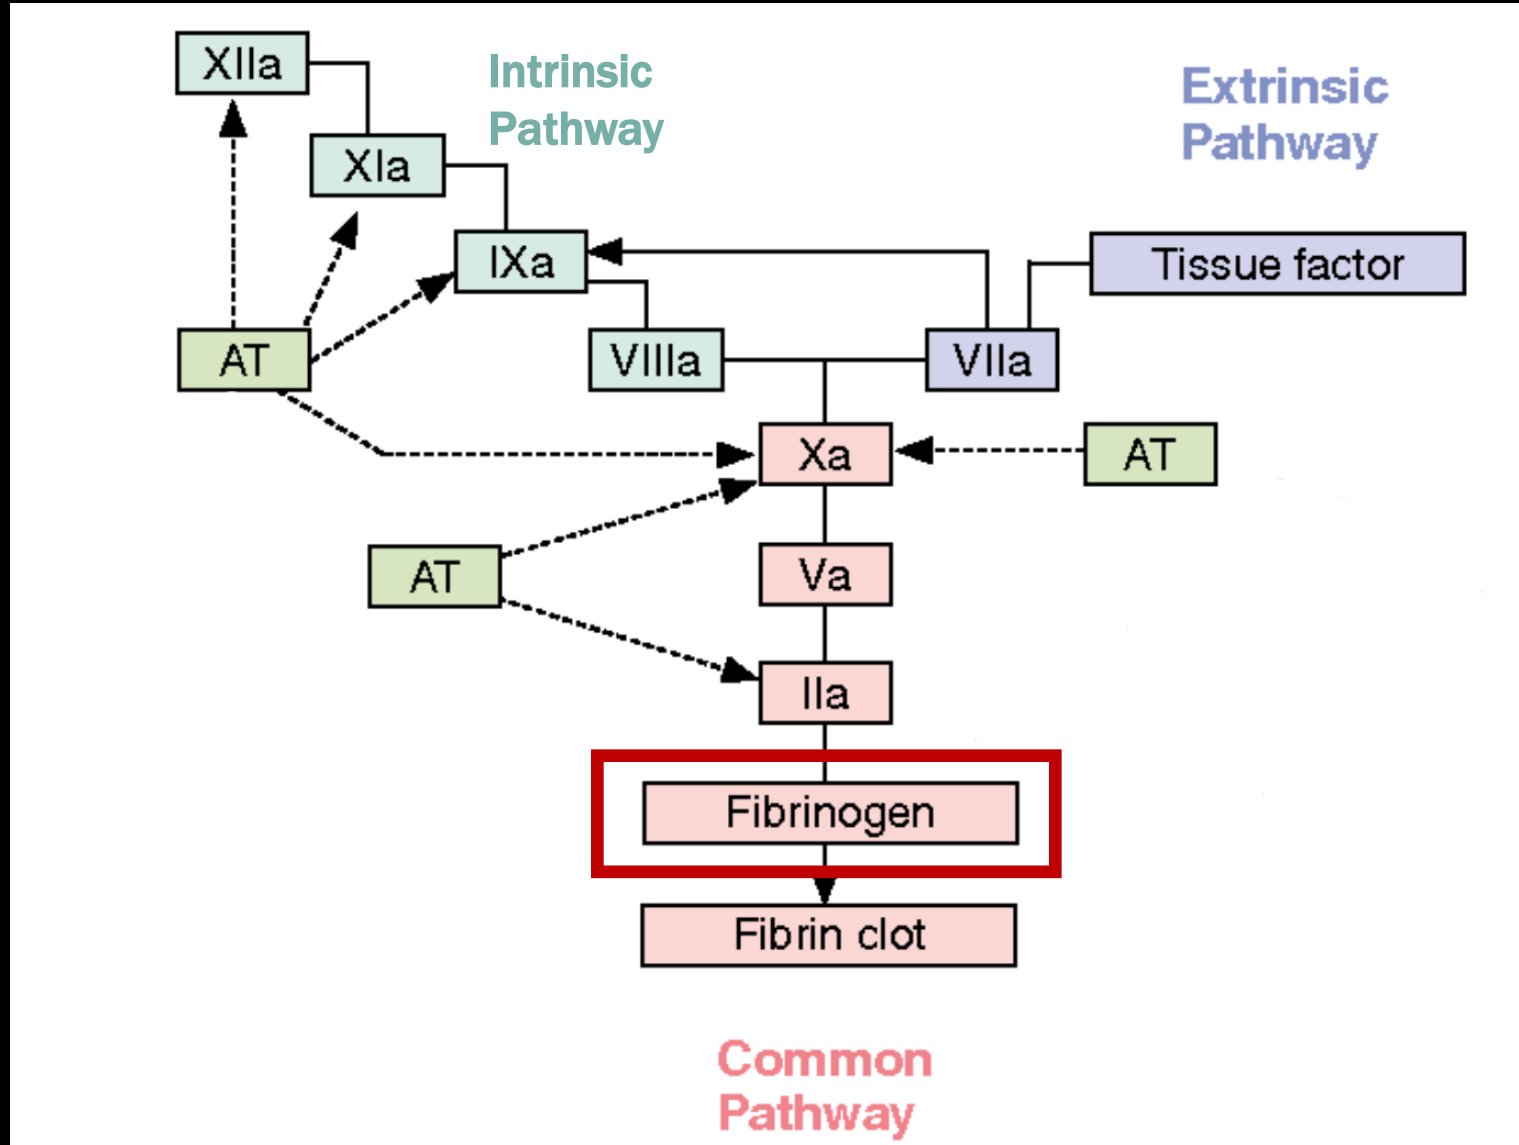 XIIa
Intrinsic
Pathway
Extrinsic
Pathway
XIa
IXa
Tissue factor
AT
VIIIa
VIIa
Xa
AT
AT
Va
IIa
Fibrinogen
Fibrin clot
Common
Pathway